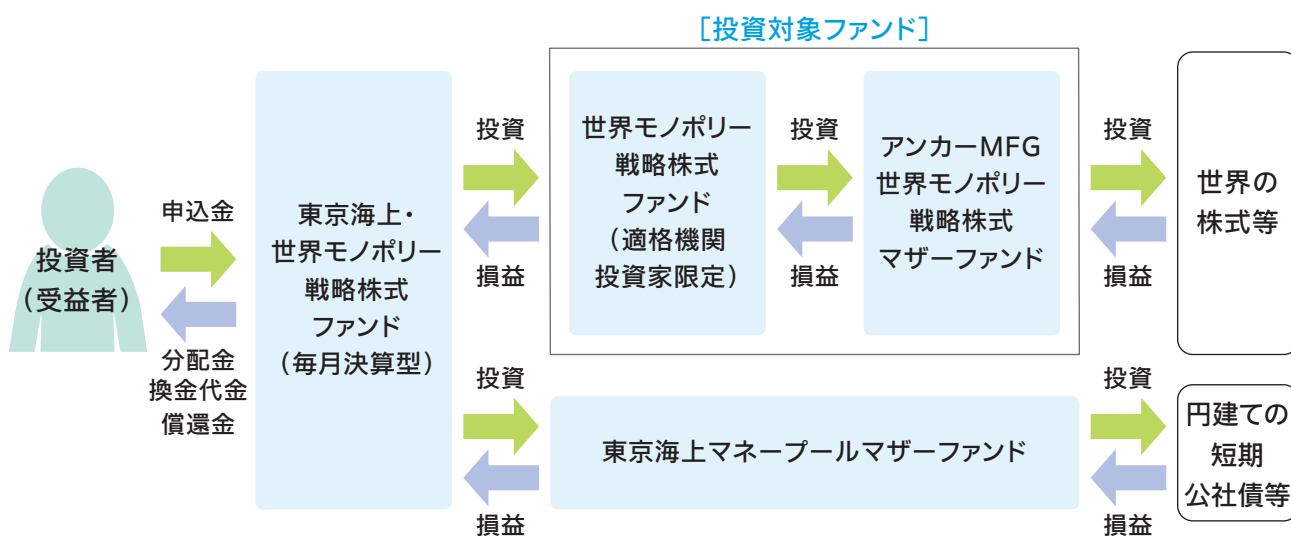 ［投資対象ファンド］
投資者
（受益者）
申込金
分配金
換金代金
償還金
東京海上・
世界モノポリー
戦略株式
ファンド
（毎月決算型）
投資
損益
世界モノポリー
戦略株式
ファンド
（適格機関
投資家限定）
投資
損益
アンカーMFG
世界モノポリー
戦略株式
マザーファンド
投資
損益
世界の
株式等
投資
損益
東京海上マネープールマザーファンド
投資
損益
円建ての
短期
公社債等